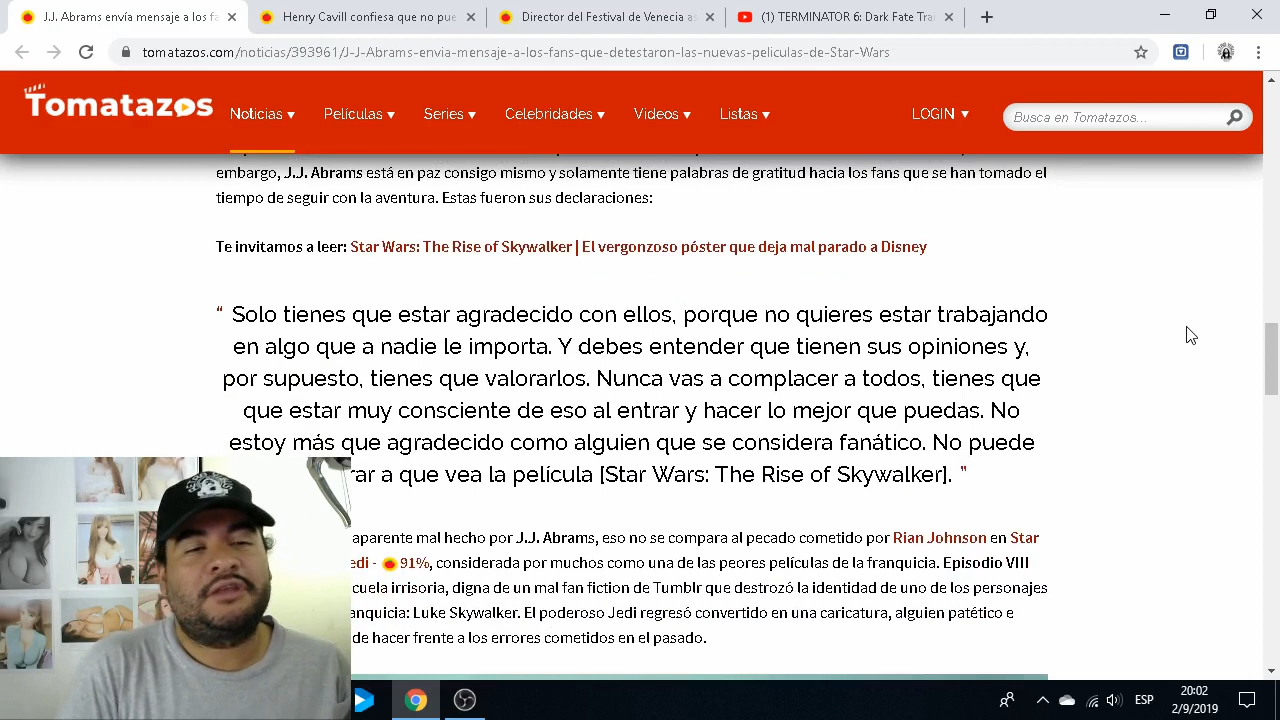 J.J. Abrams envía mensaje a los fa
Henry Cavill confiesa que no pue
Director del Festival de Venecia as
(1) TERMINATOR 6: Dark Fate Trai
tomatazos.com/noticias/393961/J-J-Abrams-envia-mensaje-a-los-fans-que-detestaron-las-nuevas-peliculas-de-Star-Wars
Tomatazos
Noticias
Películas
Series
Celebridades
Videos
Listas
LOGIN
Busca en Tomatazos...
embargo, J.J. Abrams está en paz consigo mismo y solamente tiene palabras de gratitud hacia los fans que se han tomado el
tiempo de seguir con la aventura. Estas fueron sus declaraciones:
Te invitamos a leer: Star Wars: The Rise of Skywalker | El vergonzoso póster que deja mal parado a Disney
“ Solo tienes que estar agradecido con ellos, porque no quieres estar trabajando
en algo que a nadie le importa. Y debes entender que tienen sus opiniones y,
por supuesto, tienes que valorarlos. Nunca vas a complacer a todos, tienes que
que estar muy consciente de eso al entrar y hacer lo mejor que puedas. No
estoy más que agradecido como alguien que se considera fanático. No puede
rar a que vea la película [Star Wars: The Rise of Skywalker]. ”
aparente mal hecho por J.J. Abrams, eso no se compara al pecado cometido por Rian Johnson en Star
edi - 91%, considerada por muchos como una de las peores películas de la franquicia. Episodio VIII
cuela irrisoria, digna de un mal fan fiction de Tumblr que destrozó la identidad de uno de los personajes
anquicia: Luke Skywalker. El poderoso Jedi regresó convertido en una caricatura, alguien patético e
de hacer frente a los errores cometidos en el pasado.
ESP
20:02
2/9/2019